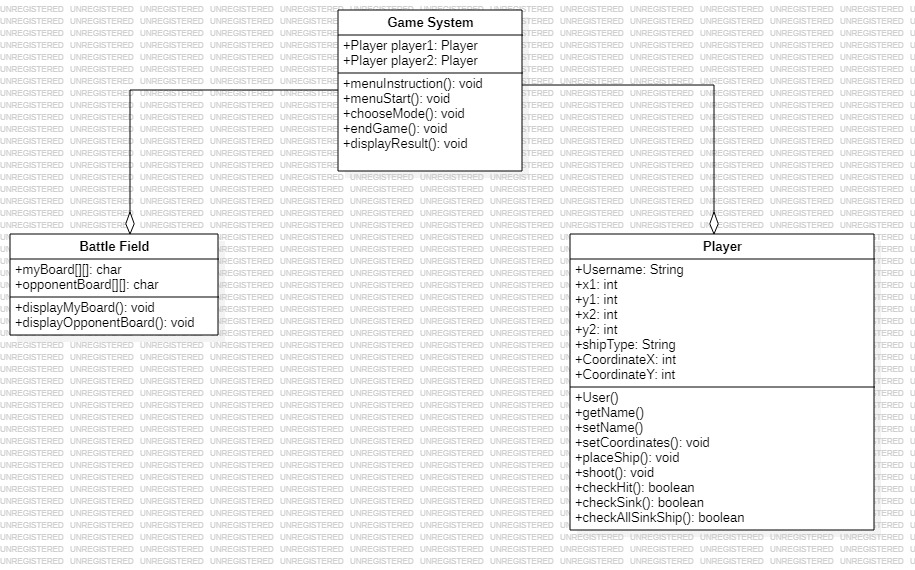 Game System
+Player player1: Player
+Player player2: Player
+menuInstruction(): void
+menuStart(): void
+chooseMode(): void
+endGame(): void
+displayResult(): void
Battle Field
+myBoard[][]: char
+opponentBoard[][]: char
+displayMyBoard(): void
+displayOpponentBoard(): void
Player
+Username: String
+x1: int
+y1: int
+x2: int
+y2: int
+shipType: String
+CoordinateX: int
+CoordinateY: int
+User()
+getName()
+setName()
+setCoordinates(): void
+placeShip(): void
+shoot(): void
+checkHit(): boolean
+checkSink(): boolean
+checkAllSinkShip(): boolean
UNREGISTERED